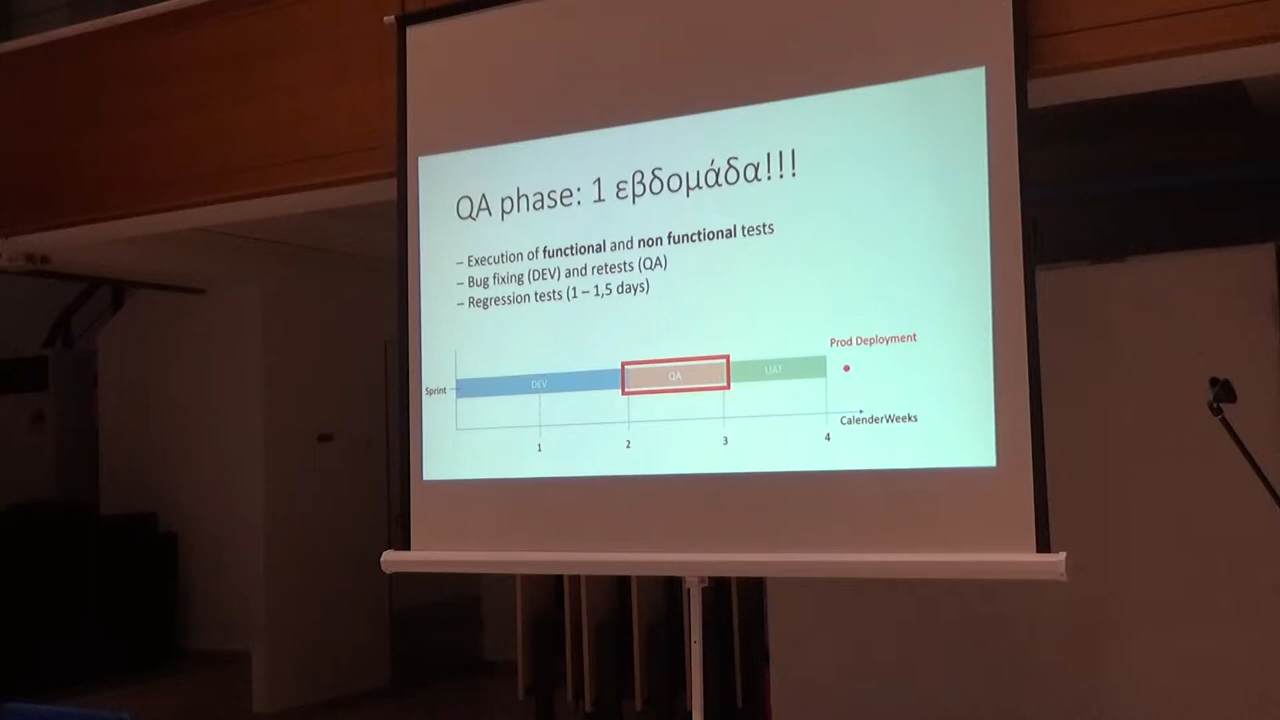 QA phase: 1 εβδομάδα!!!
– Execution of functional and non functional tests
– Bug fixing (DEV) and retests (QA)
– Regression tests (1 – 1,5 days)
Prod Deployment
Sprint
DEV
QA
UAT
CalenderWeeks
1
2
3
4